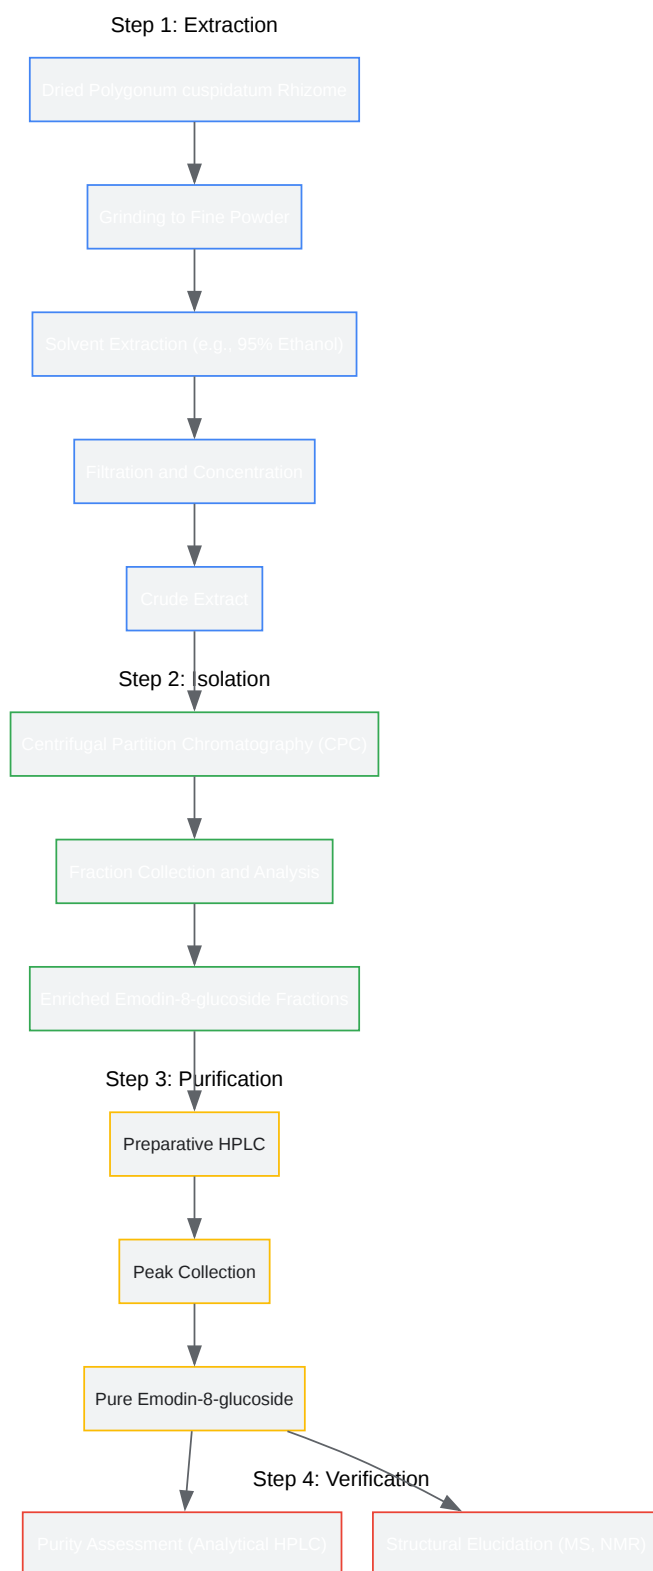 Step 1: Extraction
Dried Polygonum cuspidatum Rhizome
Grinding to Fine Powder
Solvent Extraction (e.g., 95% Ethanol)
Filtration and Concentration
Crude Extract
Step 2: Isolation
Centrifugal Partition Chromatography (CPC)
Fraction Collection and Analysis
Enriched Emodin-8-glucoside Fractions
Step 3: Purification
Preparative HPLC
Peak Collection
Pure Emodin-8-glucoside
Step 4: Verification
Purity Assessment (Analytical HPLC)
Structural Elucidation (MS, NMR)